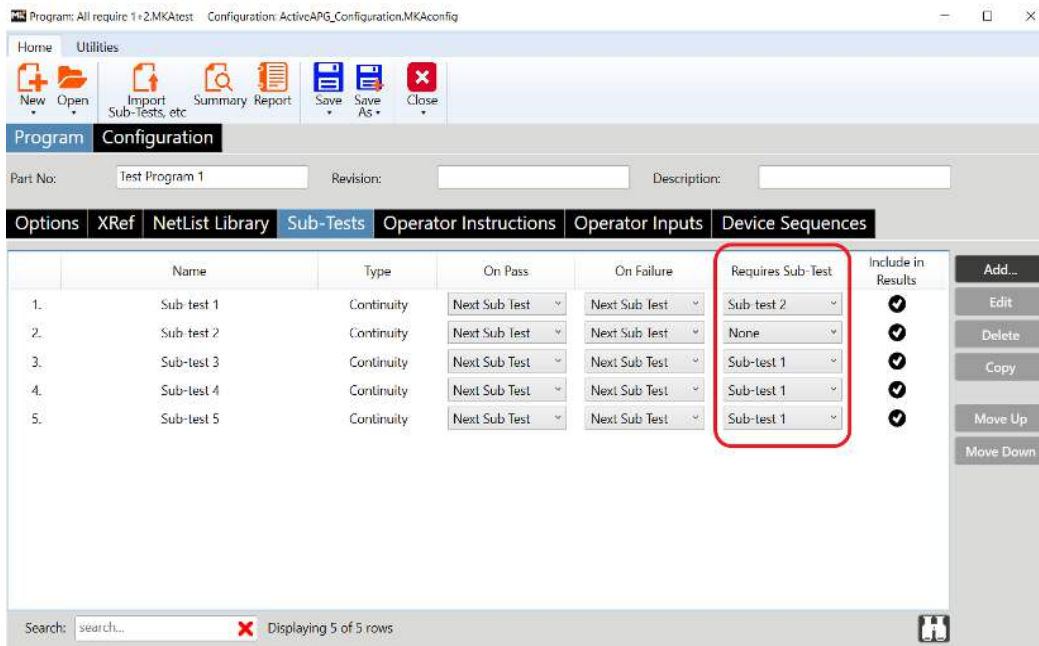 MK Program: All require 1+2.MKAtest Configuration: ActiveAPG_Configuration.MKAconfig
Home Utilities
New Open Import Sub-Tests, etc Summary Report Save Save As Close
Program Configuration
Part No: Test Program 1 Revision: Description:
Options XRef NetList Library Sub-Tests Operator Instructions Operator Inputs Device Sequences
Name Type On Pass On Failure Requires Sub-Test Include in Results
1. Sub-test 1 Continuity Next Sub Test Next Sub Test Sub-test 2
2. Sub-test 2 Continuity Next Sub Test Next Sub Test None
3. Sub-test 3 Continuity Next Sub Test Next Sub Test Sub-test 1
4. Sub-test 4 Continuity Next Sub Test Next Sub Test Sub-test 1
5. Sub-test 5 Continuity Next Sub Test Next Sub Test Sub-test 1
Add...
Edit
Delete
Copy
Move Up
Move Down
Search: search... Displaying 5 of 5 rows